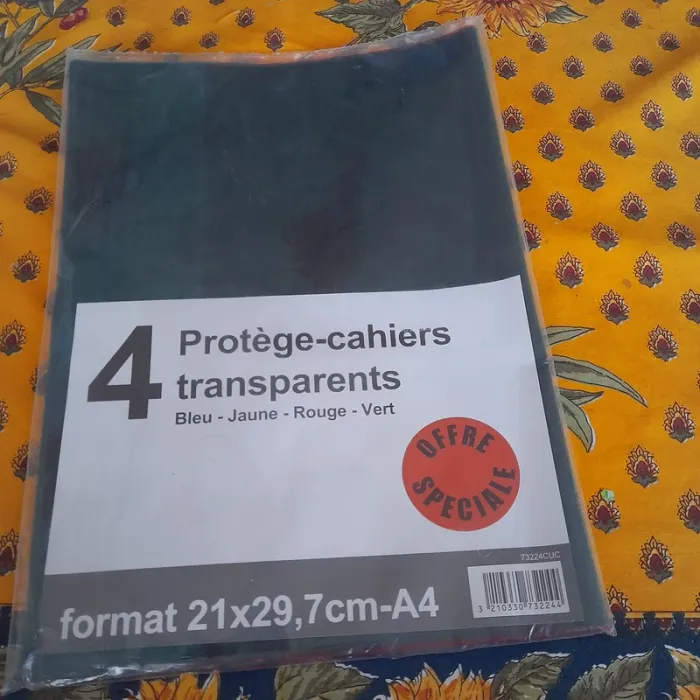 4
Protège-cahiers
transparents
Bleu - Jaune - Rouge - Vert
OFFRE
SPECIALE
73224CUC
format 21x29,7cm-A4
3 210330 732244